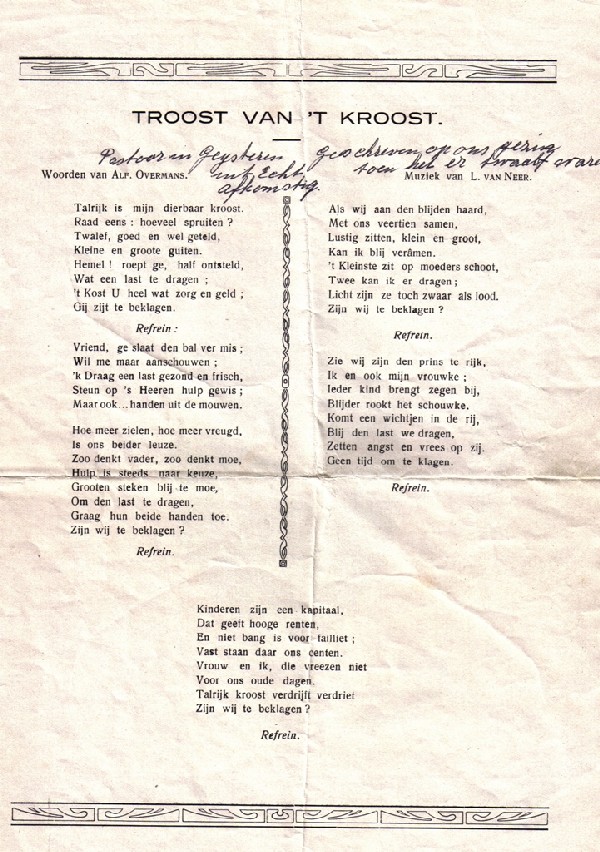 TROOST VAN 'T KROOST.
Pastoor in Geysteren
uit Echt
afkomstig
Geschreven op ons gezin
toen het er twaalf waren
Woorden van ALF. OVERMANS.
Muziek van L. VAN NEER.
Talrijk is mijn dierbaar kroost.
Raad eens : hoeveel spruiten ?
Twalef, goed en wel geteld,
Kleine en groote guiten.
Hemel ! roept ge, half ontsteld,
Wat een last te dragen ;
't Kost U heel wat zorg en geld ;
Gij zijt te beklagen.
Refrein :
Vriend, ge slaat den bal ver mis ;
Wil me maar aanschouwen ;
'k Draag een last gezond en frisch,
Steun op 's Heeren hulp gewis ;
Maar ook... handen uit de mouwen.
Hoe meer zielen, hoe meer vreugd,
Is ons beider leuze.
Zoo denkt vader, zoo denkt moe,
Hulp is steeds naar keuze,
Grooten steken blij te moe,
Om den last te dragen,
Graag hun beide handen toe.
Zijn wij te beklagen ?
Refrein.
Als wij aan den blijden haard,
Met ons veertien samen,
Lustig zitten, klein en groot,
Kan ik blij verâmen.
't Kleinste zit op moeders schoot,
Twee kan ik er dragen ;
Licht zijn ze toch zwaar als lood.
Zijn wij te beklagen ?
Refrein.
Zie wij zijn den prins te rijk,
Ik en ook mijn vrouwke ;
Ieder kind brengt zegen bij,
Blijder rookt het schouwke.
Komt een wichtjen in de rij,
Blij den last we dragen,
Zetten angst en vrees op zij.
Geen tijd om te klagen.
Refrein.
Kinderen zijn een kapitaal,
Dat geeft hooge renten,
En niet bang is voor failliet ;
Vast staan daar ons centen.
Vrouw en ik, die vreezen niet
Voor ons oude dagen.
Talrijk kroost verdrijft verdriet
Zijn wij te beklagen ?
Refrein.